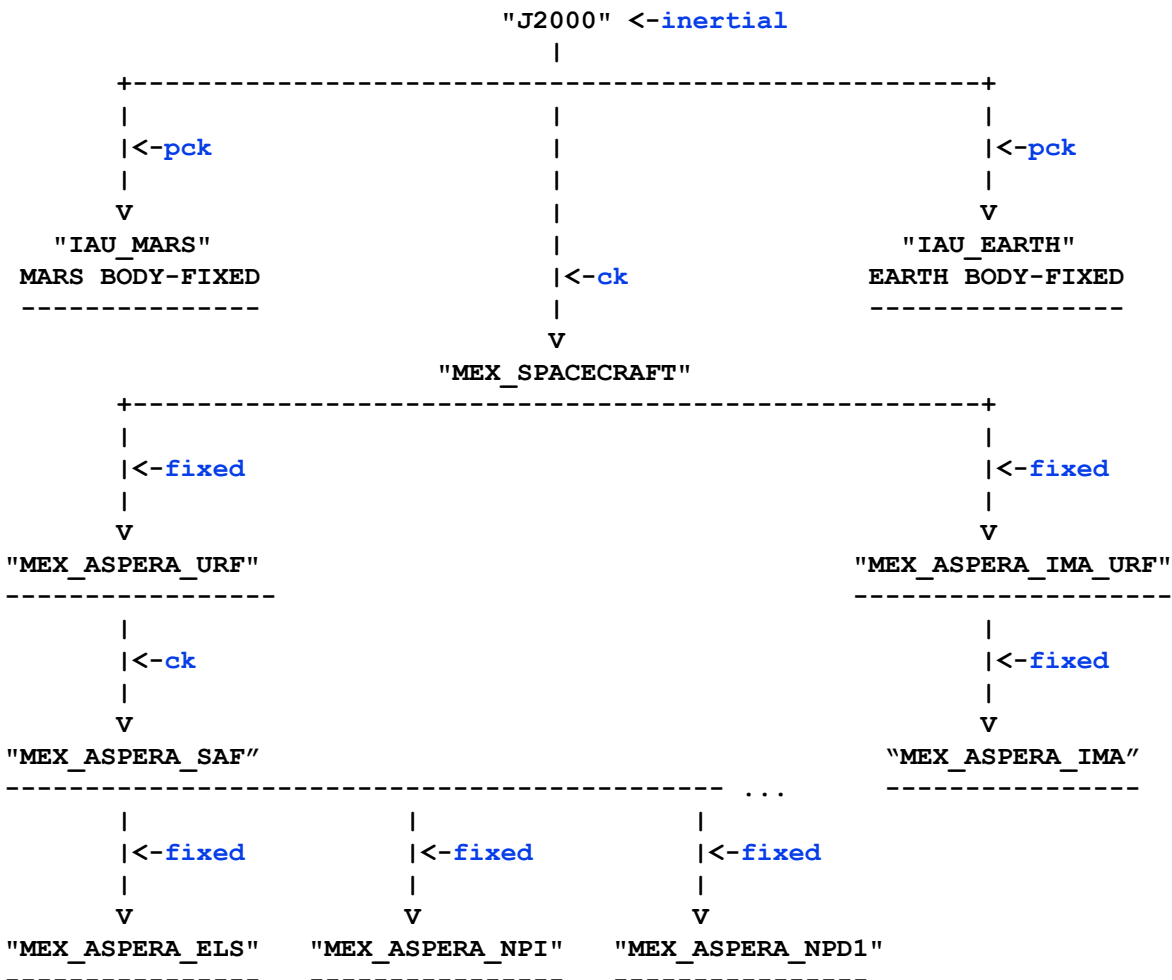 "J2000" <-inertial
|
+-----------------------------------------------------+
| | |
|<-pck | |<-pck
| | |
V | V
"IAU_MARS" | "IAU_EARTH"
MARS BODY-FIXED |<-ck EARTH BODY-FIXED
--------------- | ----------------
V
"MEX_SPACECRAFT"
+-----------------------------------------------------+
| |
|<-fixed |<-fixed
| |
V V
"MEX_ASPERA_URF" "MEX_ASPERA_IMA_URF"
----------------- --------------------
| |
|<-ck |<-fixed
| |
V V
"MEX_ASPERA_SAF” “MEX_ASPERA_IMA”
--------------------------------------------- ... ----------------
| | |
|<-fixed |<-fixed |<-fixed
| | |
V V V
"MEX_ASPERA_ELS" "MEX_ASPERA_NPI" "MEX_ASPERA_NPD1"
---------------- ---------------- ----------------